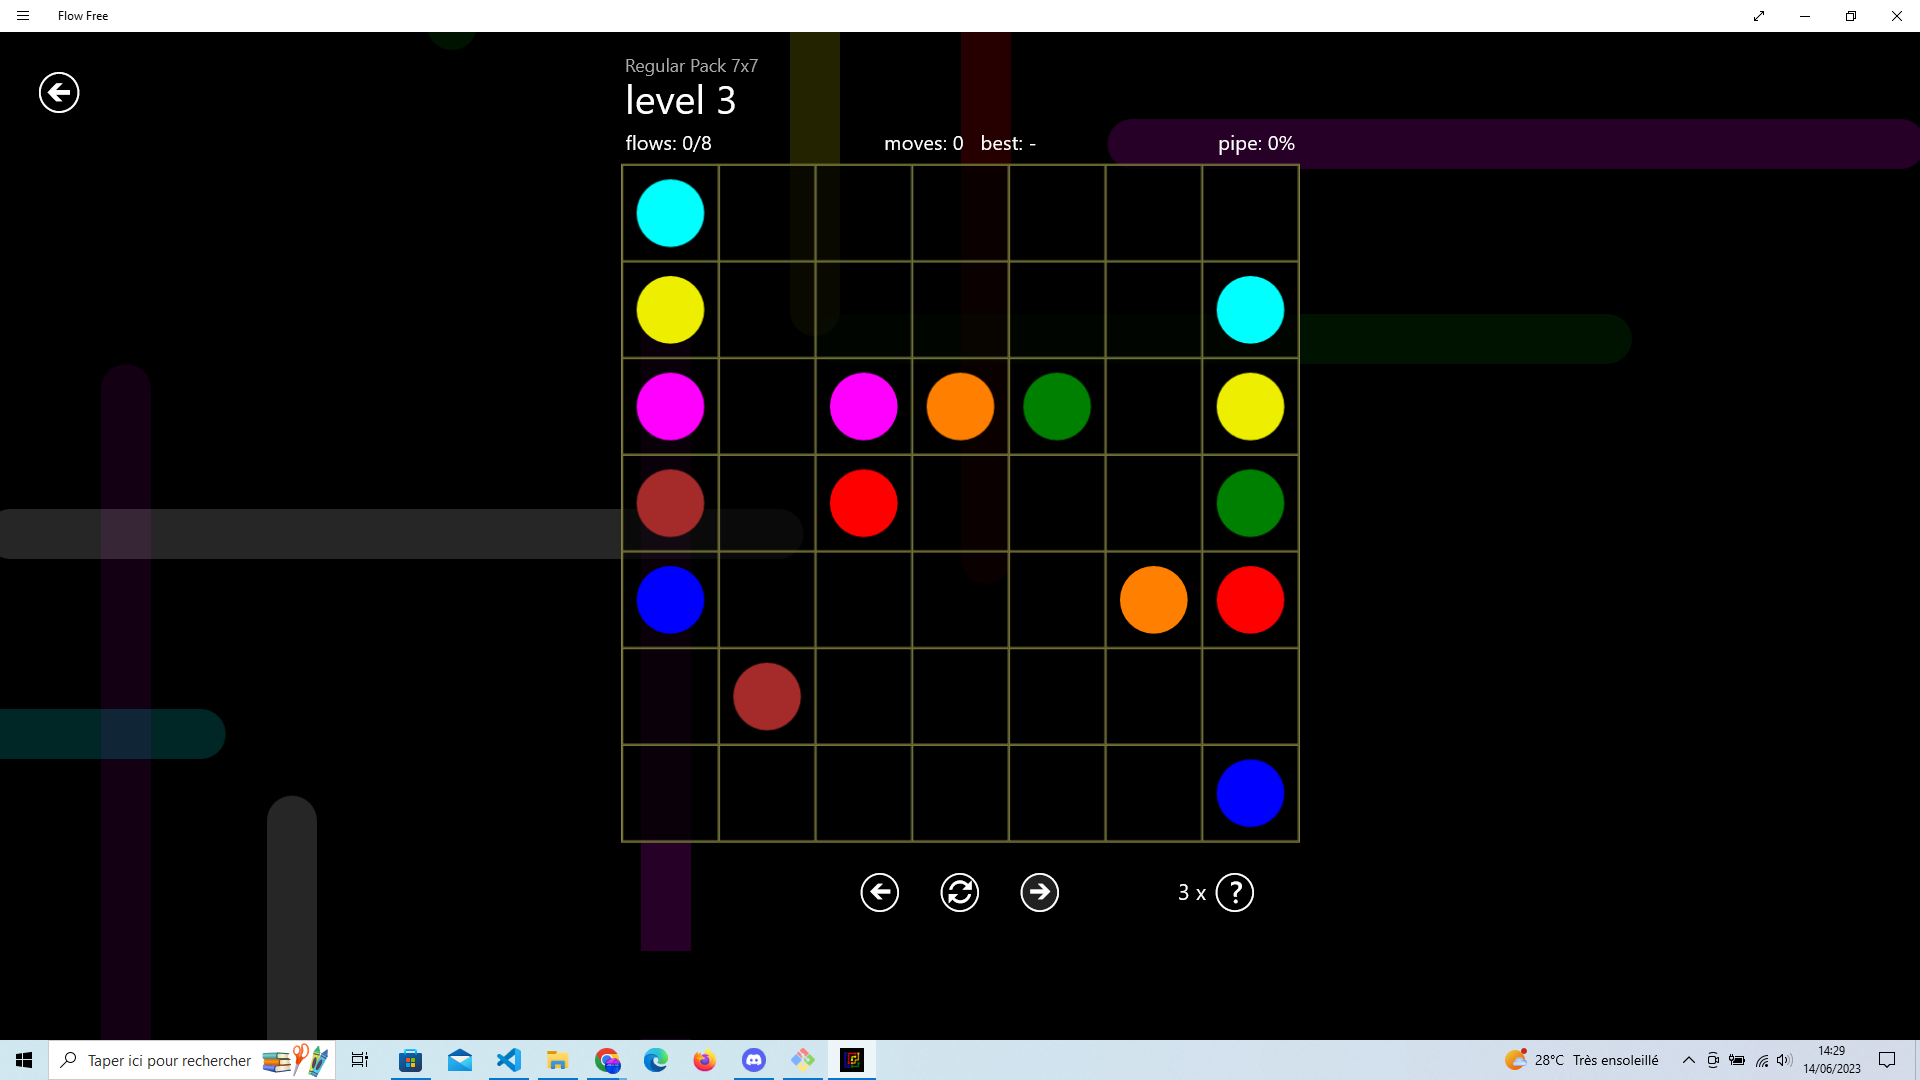 Flow Free
Regular Pack 7x7
level 3
flows: 0/8
moves: 0 best: -
pipe: 0%
3 x ?
Taper ici pour rechercher
28°C Très ensoleillé
14:29
14/06/2023